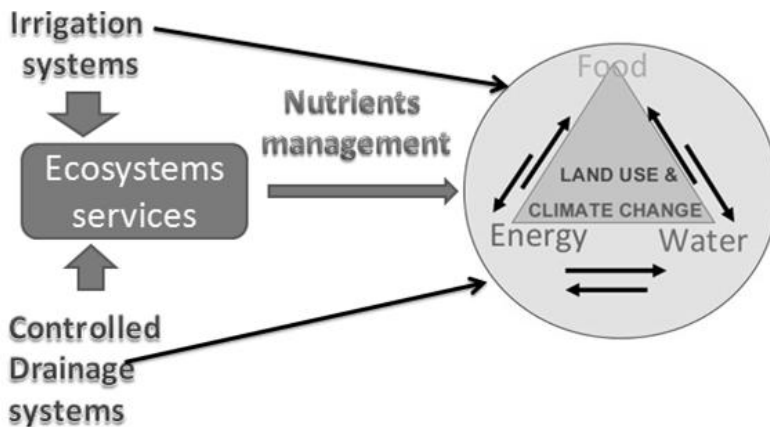 Irrigation
systems
Ecosystems
services
Controlled
Drainage
systems
Nutrients
management
Food
LAND USE &
CLIMATE CHANGE
Energy
Water